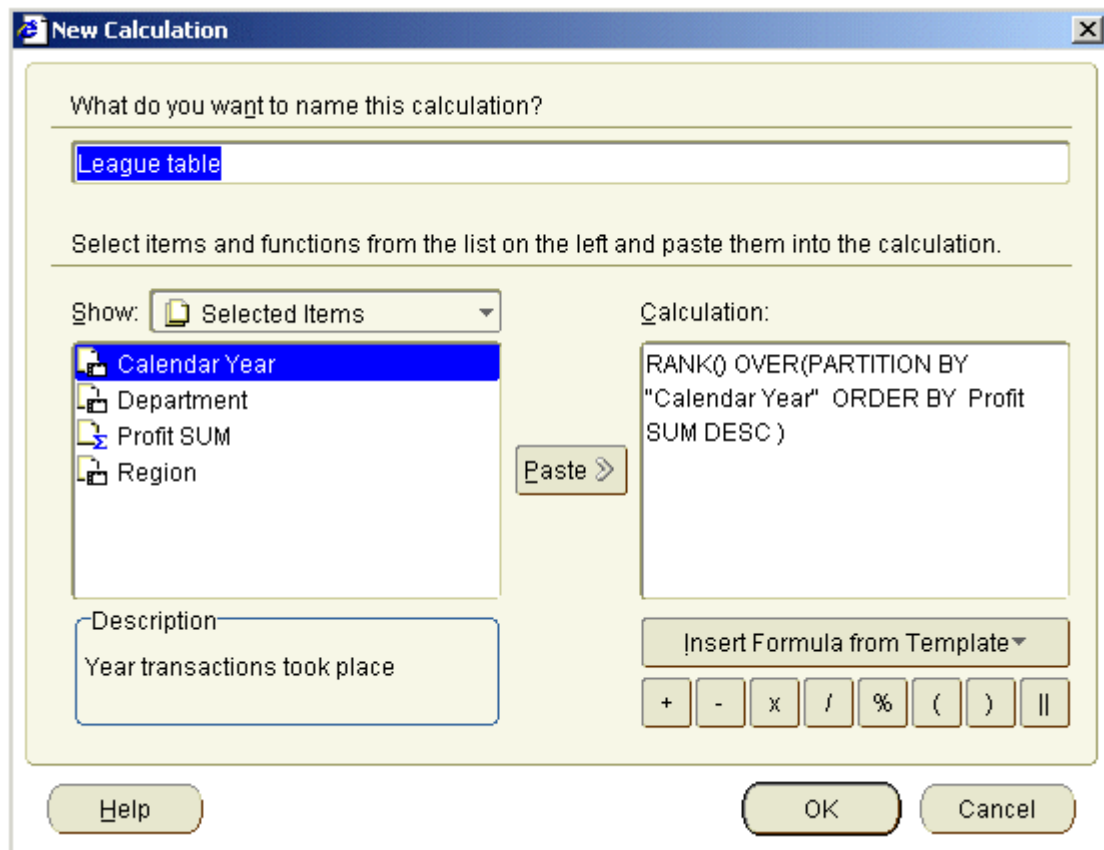 New Calculation
What do you want to name this calculation?
League table
Select items and functions from the list on the left and paste them into the calculation.
Show: Selected Items
Calculation:
Calendar Year
Department
Profit SUM
Region
Paste
RANK() OVER(PARTITION BY
"Calendar Year" ORDER BY Profit
SUM DESC )
Description
Year transactions took place
Insert Formula from Template
+ - x / % ( ) ||
Help
OK
Cancel